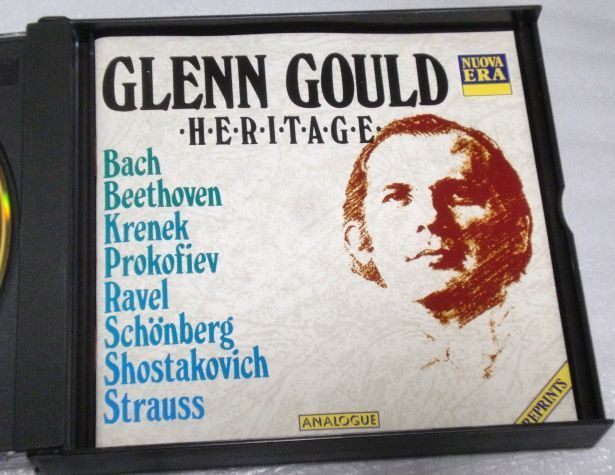 GLENN GOULD
NUOVA
ERA
·H·E·R·I·T·A·G·E·
Bach
Beethoven
Krenek
Prokofiev
Ravel
Schönberg
Shostakovich
Strauss
ANALOGUE
REPRINTS